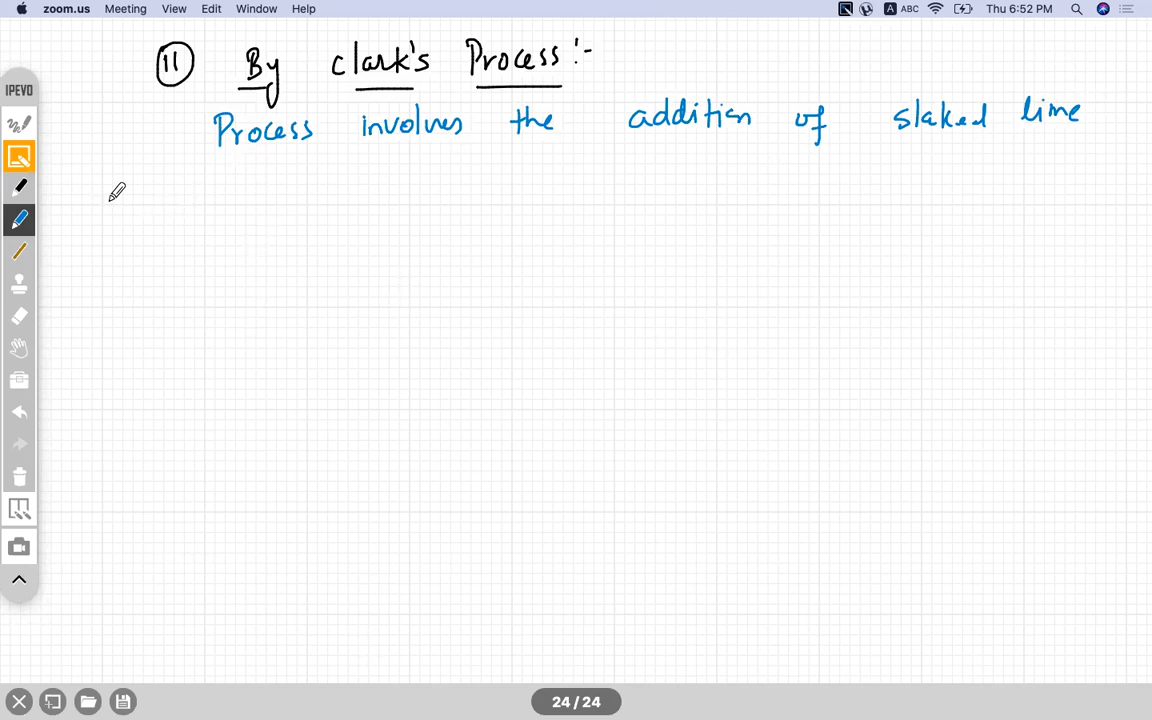 zoom.us Meeting View Edit Window Help A ABC Thu 6:52 PM
11 By Clark's Process :-
IPEVO
Process involves the addition of slaked lime
24 / 24